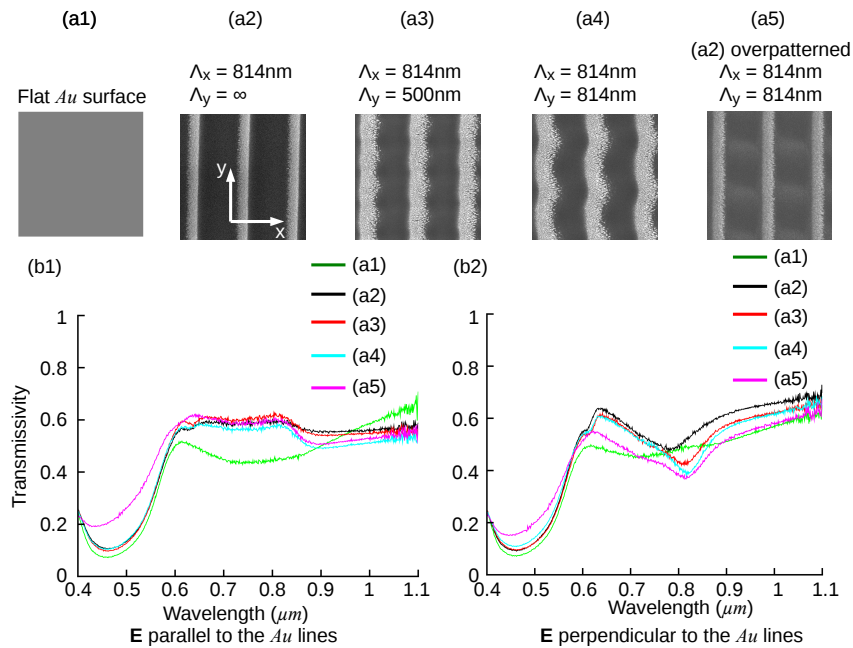 (a1)
(a2)
(a3)
(a4)
(a5)
(a2) overpatterned
Flat Au surface
Λx = 814nm
Λy = ∞
Λx = 814nm
Λy = 500nm
Λx = 814nm
Λy = 814nm
Λx = 814nm
Λy = 814nm
y
x
(b1)
(a1)
(a2)
(a3)
(a4)
(a5)
Transmissivity
1
0.8
0.6
0.4
0.2
0
0.4 0.5 0.6 0.7 0.8 0.9 1 1.1
Wavelength (μm)
E parallel to the Au lines
(b2)
(a1)
(a2)
(a3)
(a4)
(a5)
1
0.8
0.6
0.4
0.2
0
0.4 0.5 0.6 0.7 0.8 0.9 1 1.1
Wavelength (μm)
E perpendicular to the Au lines